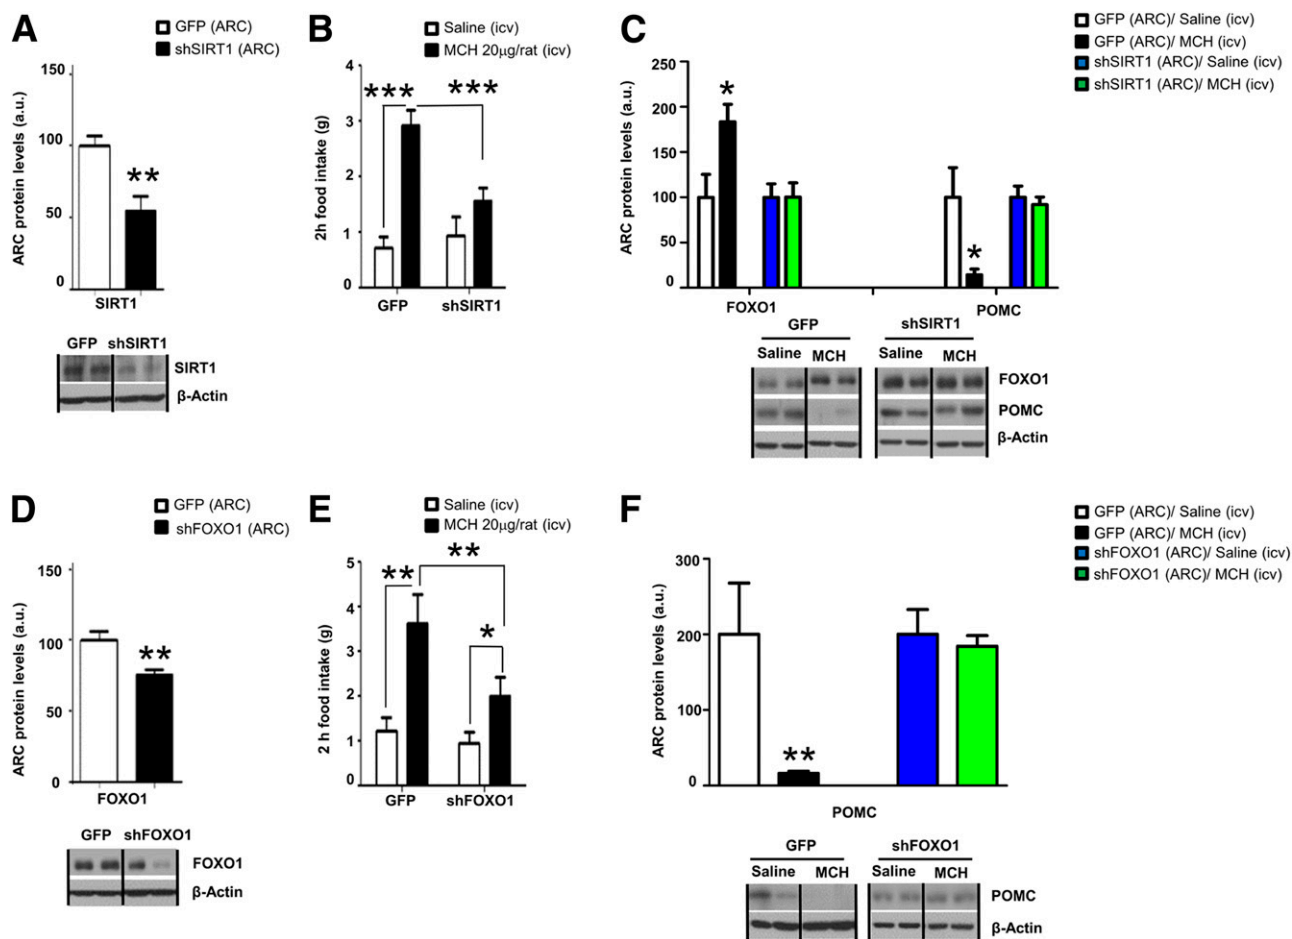 A
GFP (ARC)
shSIRT1 (ARC)
ARC protein levels (a.u.)
150
100
50
0
**
SIRT1
GFP shSIRT1
SIRT1
β-Actin
B
Saline (icv)
MCH 20μg/rat (icv)
2h food intake (g)
4
3
2
1
0
*** ***
GFP shSIRT1
C
GFP (ARC)/ Saline (icv)
GFP (ARC)/ MCH (icv)
shSIRT1 (ARC)/ Saline (icv)
shSIRT1 (ARC)/ MCH (icv)
ARC protein levels (a.u.)
250
200
150
100
50
0
*
*
FOXO1 POMC
GFP shSIRT1
Saline MCH Saline MCH
FOXO1
POMC
β-Actin
D
GFP (ARC)
shFOXO1 (ARC)
ARC protein levels (a.u.)
150
100
50
0
**
FOXO1
GFP shFOXO1
FOXO1
β-Actin
E
Saline (icv)
MCH 20μg/rat (icv)
2 h food intake (g)
5
4
3
2
1
0
**
**
*
GFP shFOXO1
F
GFP (ARC)/ Saline (icv)
GFP (ARC)/ MCH (icv)
shFOXO1 (ARC)/ Saline (icv)
shFOXO1 (ARC)/ MCH (icv)
ARC protein levels (a.u.)
300
200
100
0
**
POMC
GFP shFOXO1
Saline MCH Saline MCH
POMC
β-Actin